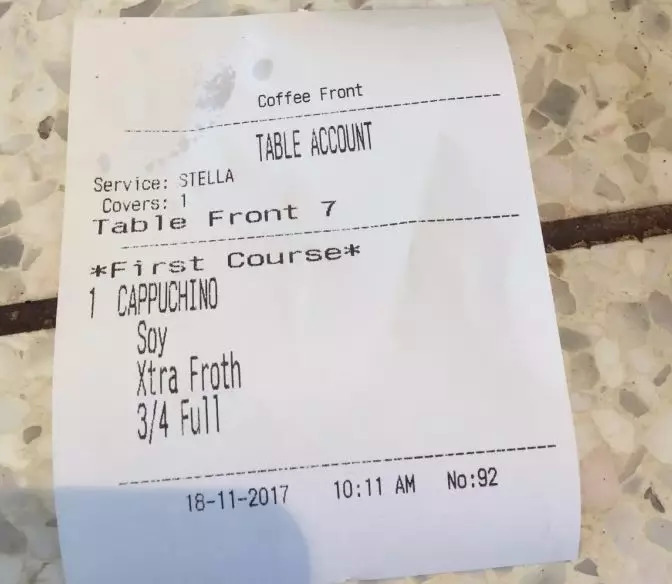 Coffee Front
TABLE ACCOUNT
Service: STELLA
Covers: 1
Table Front 7
*First Course*
1 CAPPUCHINO
Soy
Xtra Froth
3/4 Full
18-11-2017 10:11 AM No:92